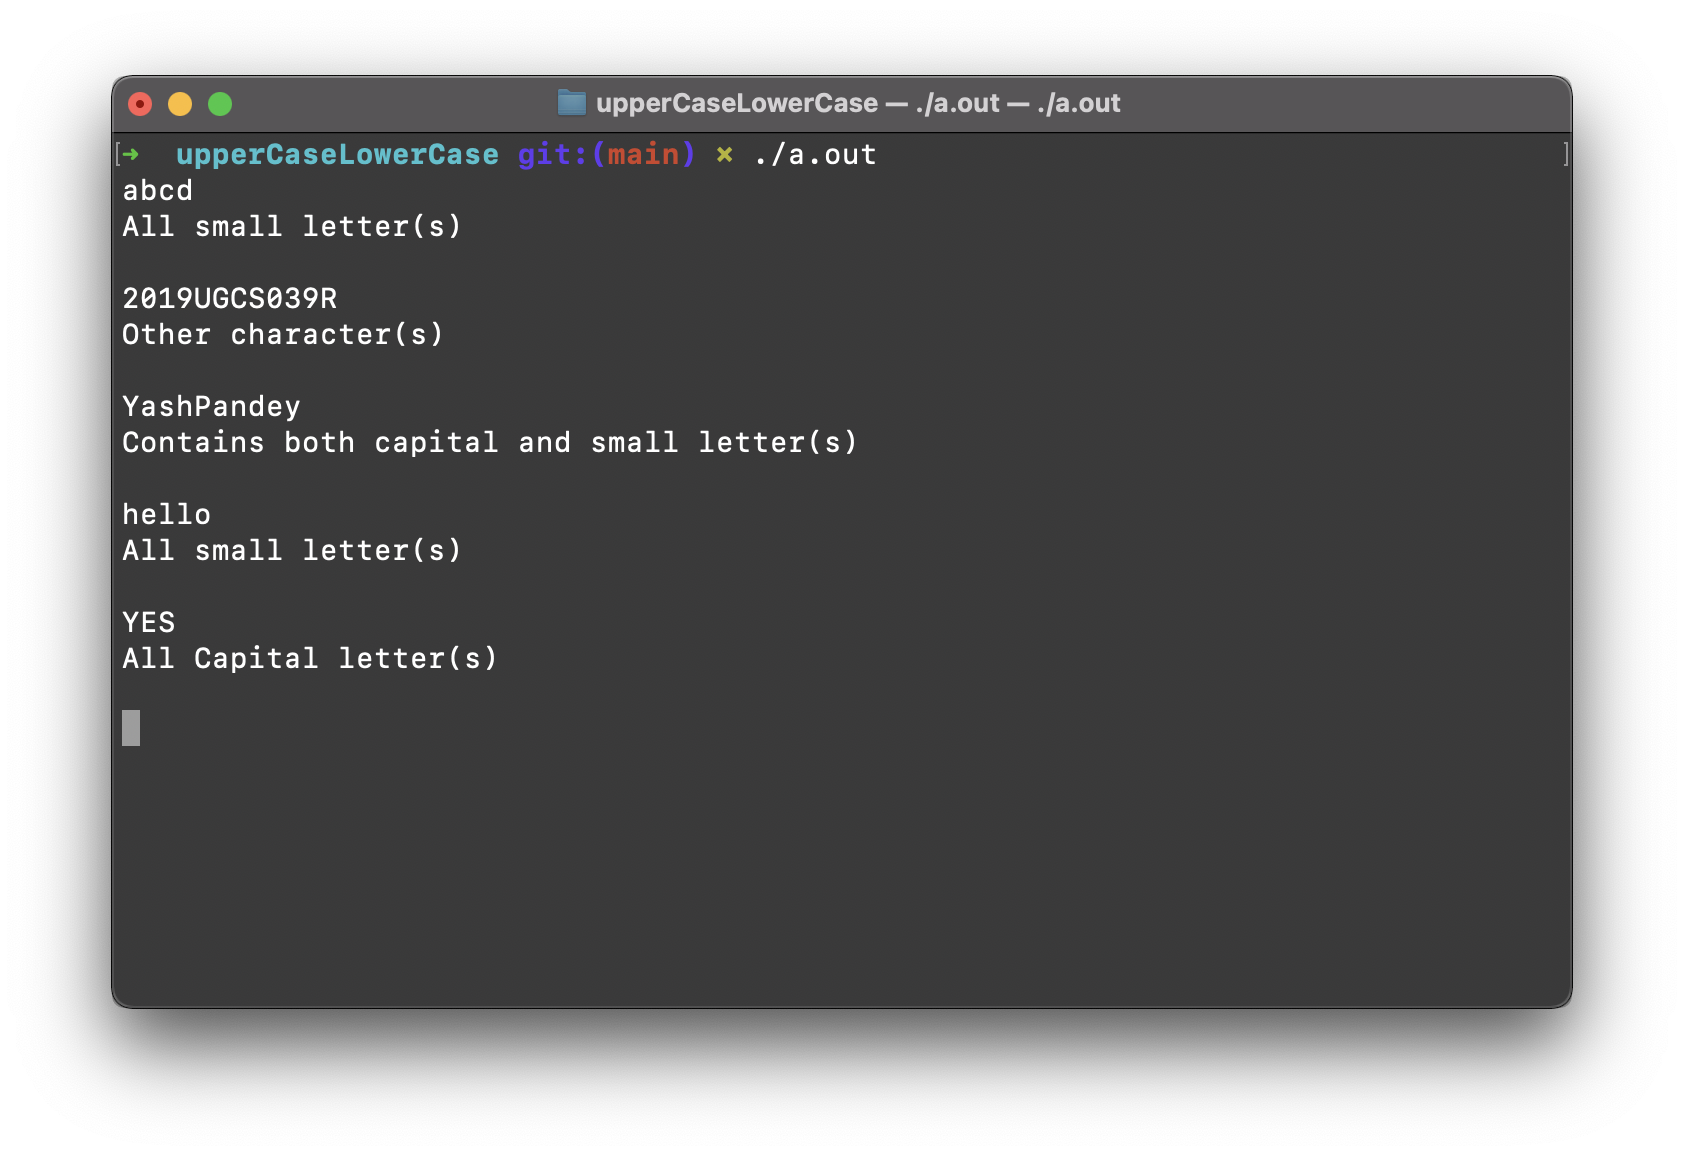 upperCaseLowerCase — ./a.out — ./a.out
[➜  upperCaseLowerCase git:(main) ✗ ./a.out ]
abcd
All small letter(s)
2019UGCS039R
Other character(s)
YashPandey
Contains both capital and small letter(s)
hello
All small letter(s)
YES
All Capital letter(s)